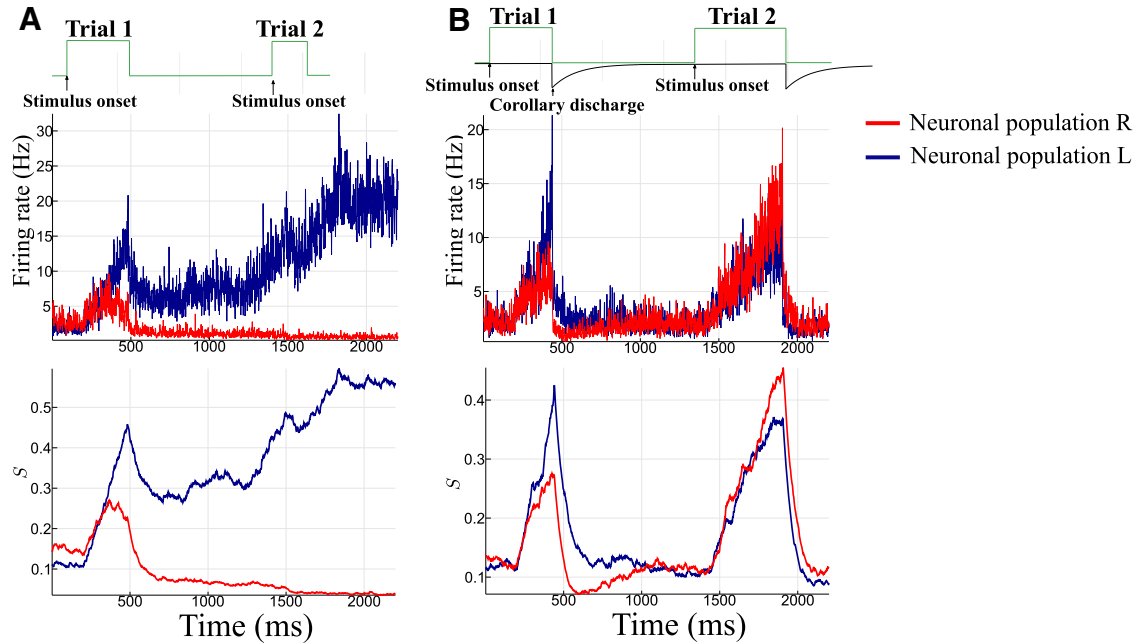 A
Trial 1
Trial 2
Stimulus onset
Stimulus onset
B
Trial 1
Trial 2
Stimulus onset
Stimulus onset
Corollary discharge
Neuronal population R
Neuronal population L
Firing rate (Hz)
30
25
20
15
10
5
500
1000
1500
2000
Firing rate (Hz)
20
15
10
5
500
1000
1500
2000
S
0.5
0.4
0.3
0.2
0.1
500
1000
1500
2000
Time (ms)
S
0.4
0.3
0.2
0.1
500
1000
1500
2000
Time (ms)